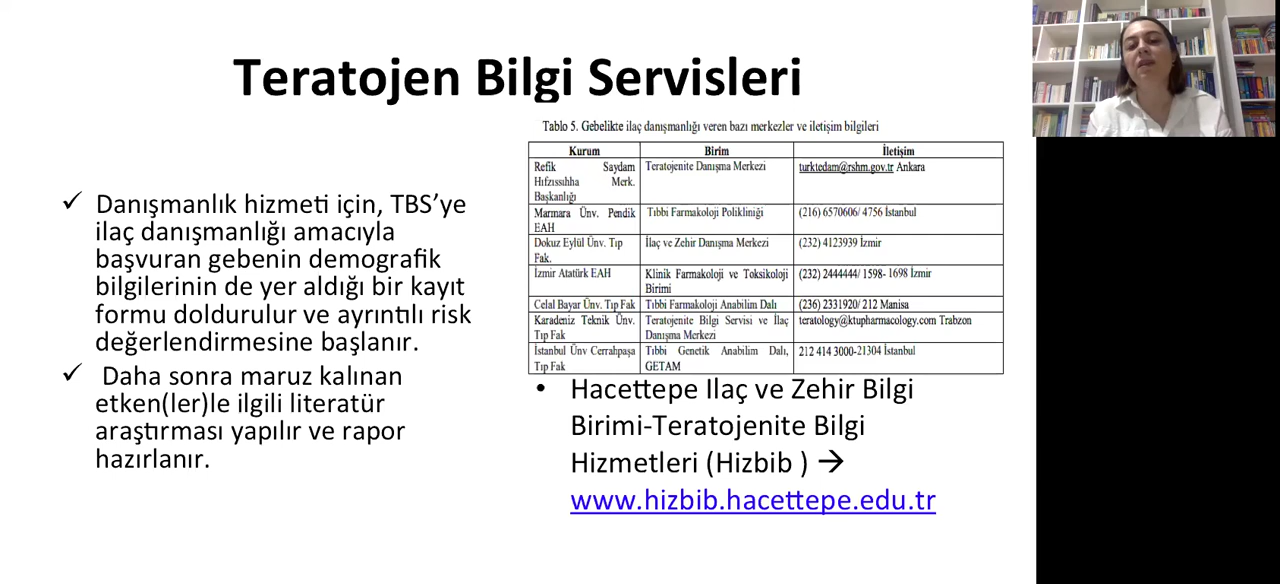 Teratojen Bilgi Servisleri
✓ Danışmanlık hizmeti için, TBS’ye
ilaç danışmanlığı amacıyla
başvuran gebenin demografik
bilgilerinin de yer aldığı bir kayıt
formu doldurulur ve ayrıntılı risk
değerlendirmesine başlanır.
✓ Daha sonra maruz kalınan
etken(ler)le ilgili literatür
araştırması yapılır ve rapor
hazırlanır.
Tablo 5. Gebelikte ilaç danışmanlığı veren bazı merkezler ve iletişim bilgileri
Kurum Birim İletişim
Refik Saydam Teratojenite Danışma Merkezi turktedam@rshm.gov.tr Ankara
Hıfzıssıhha Merk.
Başkanlığı
Marmara Ünv. Pendik Tıbbi Farmakoloji Polikliniği (216) 6570606/ 4756 İstanbul
EAH
Dokuz Eylül Ünv. Tıp İlaç ve Zehir Danışma Merkezi (232) 4123939 İzmir
Fak.
İzmir Atatürk EAH Klinik Farmakoloji ve Toksikoloji (232) 2444444/ 1598- 1698 İzmir
Birimi
Celal Bayar Ünv. Tıp Fak Tıbbi Farmakoloji Anabilim Dalı (236) 2331920/ 212 Manisa
Karadeniz Teknik Ünv. Teratojenite Bilgi Servisi ve İlaç teratology@ktupharmacology.com Trabzon
Tıp Fak Danışma Merkezi
İstanbul Ünv Cerrahpaşa Tıbbi Genetik Anabilim Dalı, 212 414 3000-21304 İstanbul
Tıp Fak GETAM
• Hacettepe Ilaç ve Zehir Bilgi
Birimi-Teratojenite Bilgi
Hizmetleri (Hizbib ) →
www.hizbib.hacettepe.edu.tr